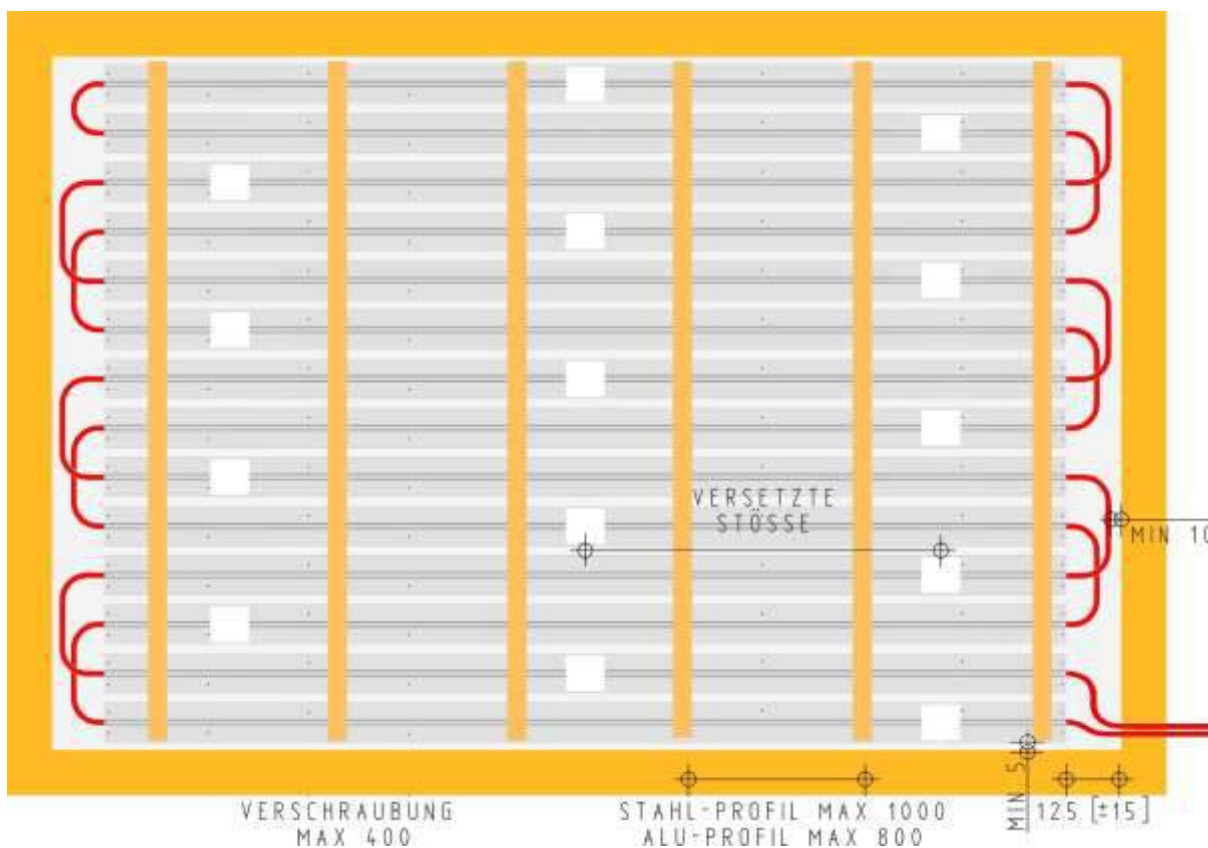 VERSETZTE
STÖSSE
MIN 10
MIN 5
125 [±15]
VERSCHRAUBUNG
MAX 400
STAHL-PROFIL MAX 1000
ALU-PROFIL MAX 800